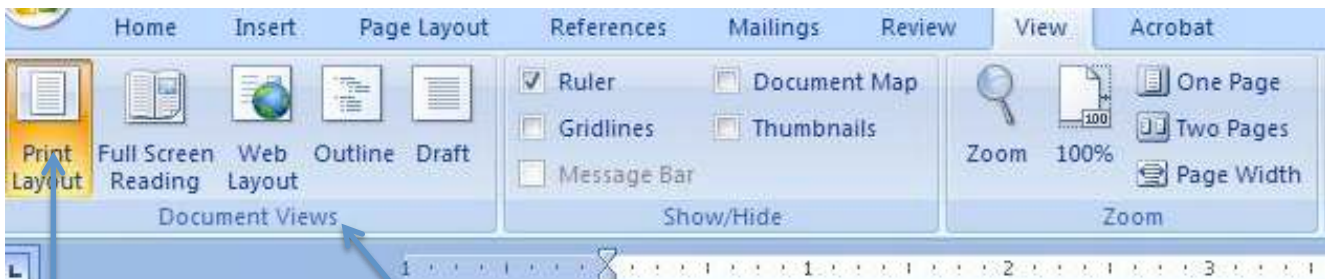 Home Insert Page Layout References Mailings Review View Acrobat
Ruler Document Map One Page
Gridlines Thumbnails 100 Two Pages
Print Full Screen Web Outline Draft Zoom 100%
Layout Reading Layout Message Bar Page Width
Document Views Show/Hide Zoom
L 1 1 2 3